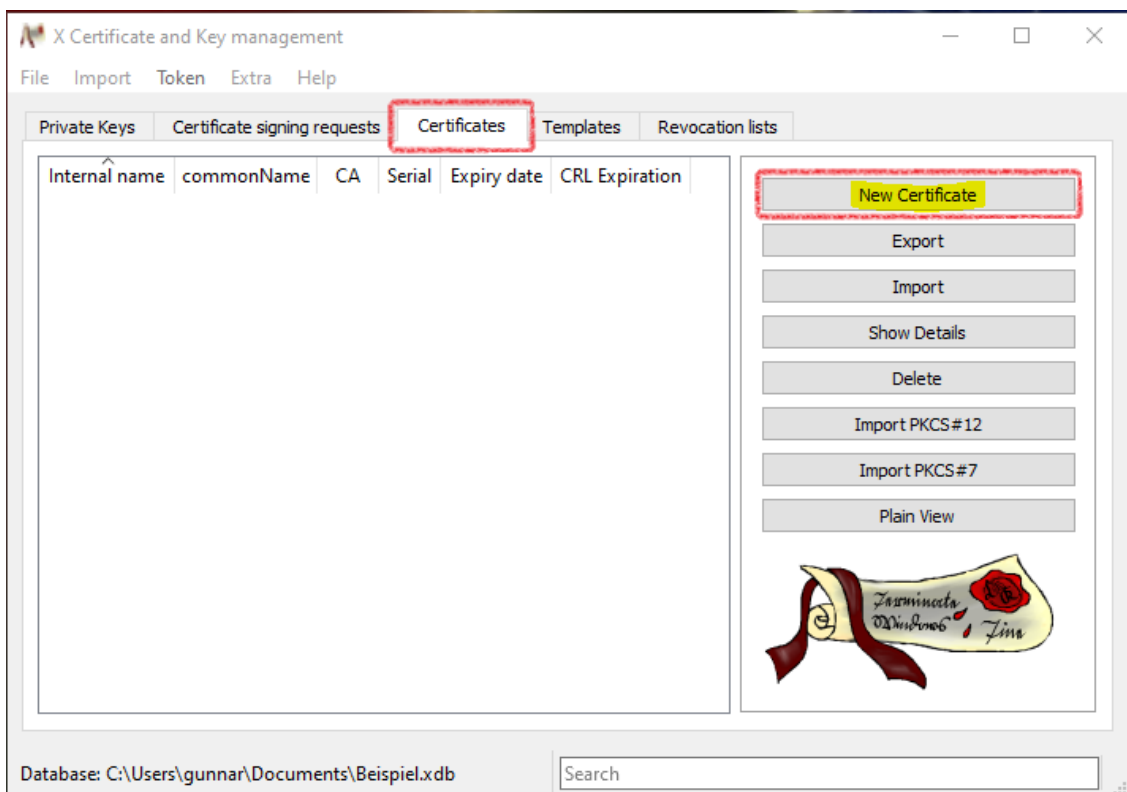 X Certificate and Key management
File Import Token Extra Help
Private Keys Certificate signing requests Certificates Templates Revocation lists
Internal name commonName CA Serial Expiry date CRL Expiration
New Certificate
Export
Import
Show Details
Delete
Import PKCS#12
Import PKCS#7
Plain View
Database: C:\Users\gunnar\Documents\Beispiel.xdb
Search